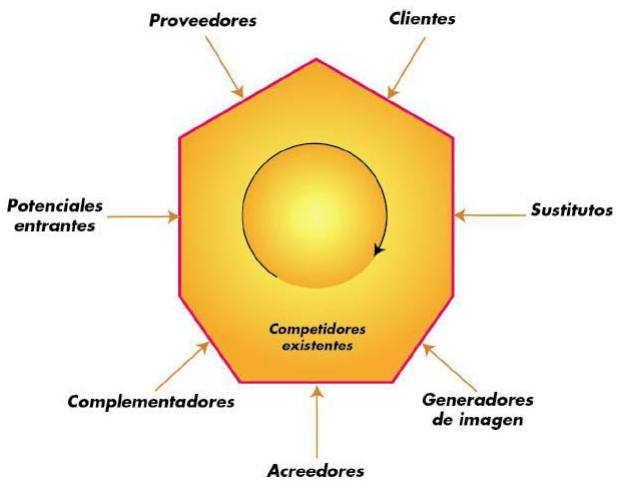 Proveedores
Clientes
Potenciales
entrantes
Sustitutos
Competidores
existentes
Complementadores
Generadores
de imagen
Acreedores